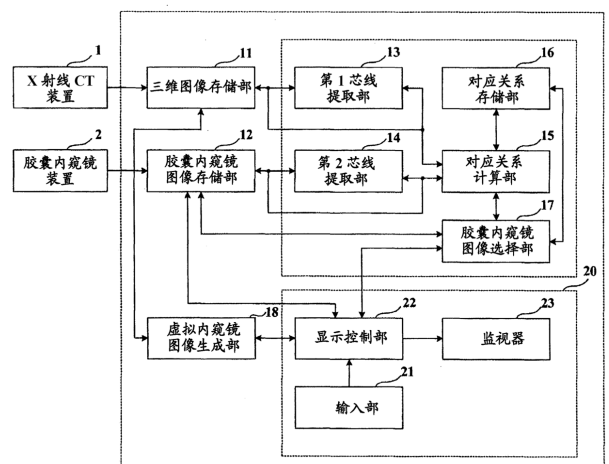 1
X 射线 CT
装置
2
胶囊内窥镜
装置
11
三维图像存储部
12
胶囊内窥镜
图像存储部
13
第 1 芯线
提取部
14
第 2 芯线
提取部
16
对应关系
存储部
15
对应关系
计算部
17
胶囊内窥镜
图像选择部
18
虚拟内窥镜
图像生成部
20
22
显示控制部
23
监视器
21
输入部